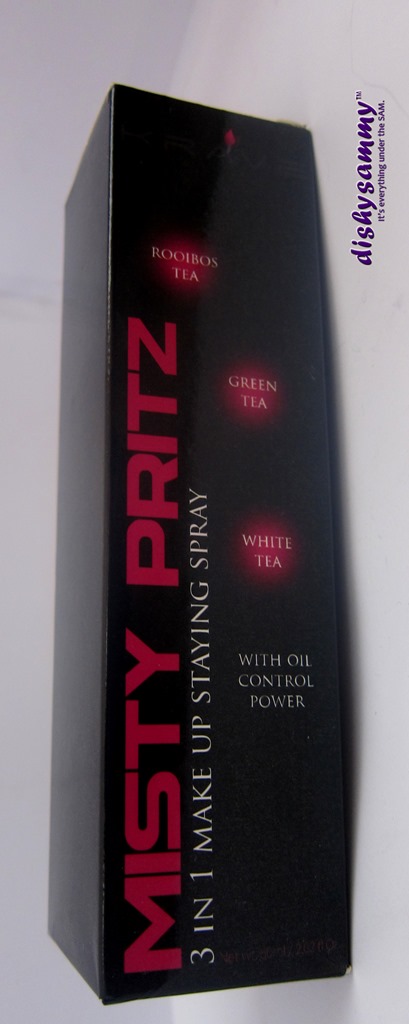 ROOIBOS
TEA
MISTY PRITZ
3 IN 1 MAKE UP STAYING SPRAY
GREEN
TEA
WHITE
TEA
WITH OIL
CONTROL
POWER
dishysammy™
It's everything under the SAM.